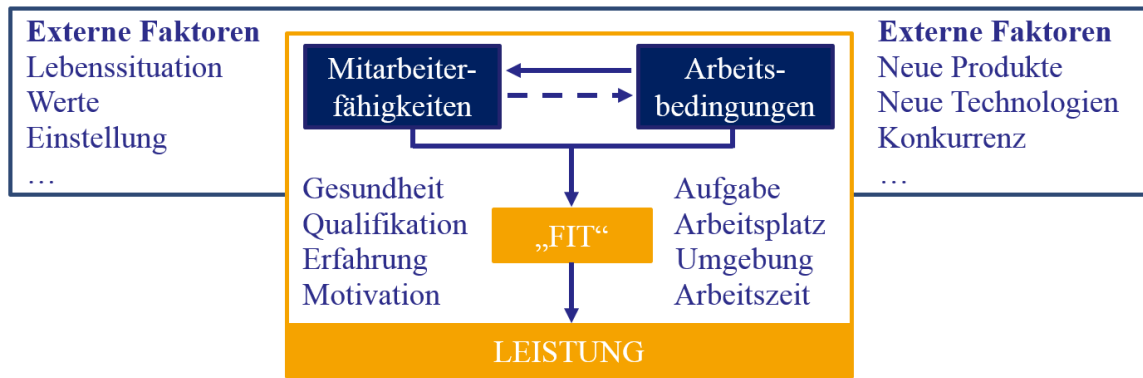 Externe Faktoren
Lebenssituation
Werte
Einstellung
…
Mitarbeiter-
fähigkeiten
Arbeits-
bedingungen
Externe Faktoren
Neue Produkte
Neue Technologien
Konkurrenz
…
Gesundheit
Qualifikation
Erfahrung
Motivation
„FIT“
Aufgabe
Arbeitsplatz
Umgebung
Arbeitszeit
LEISTUNG